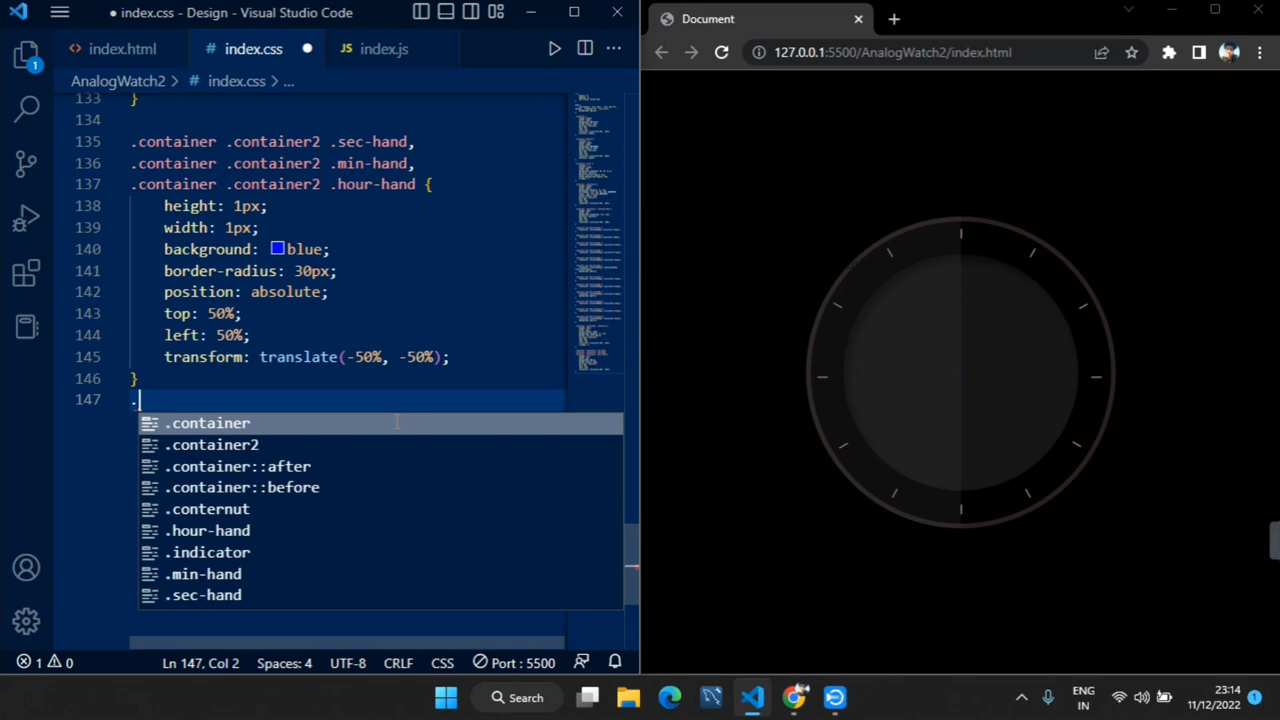 index.css - Design - Visual Studio Code
index.html
# index.css
JS index.js
AnalogWatch2 > # index.css > ...
133 }
134
135 .container .container2 .sec-hand,
136 .container .container2 .min-hand,
137 .container .container2 .hour-hand {
138 height: 1px;
139 width: 1px;
140 background: blue;
141 border-radius: 30px;
142 position: absolute;
143 top: 50%;
144 left: 50%;
145 transform: translate(-50%, -50%);
146 }
147 .
.container
.container2
.container::after
.container::before
.conternut
.hour-hand
.indicator
.min-hand
.sec-hand
1
1 0 Ln 147, Col 2 Spaces: 4 UTF-8 CRLF CSS Port : 5500
Document
127.0.0.1:5500/AnalogWatch2/index.html
Search
ENG
IN
23:14
11/12/2022
1